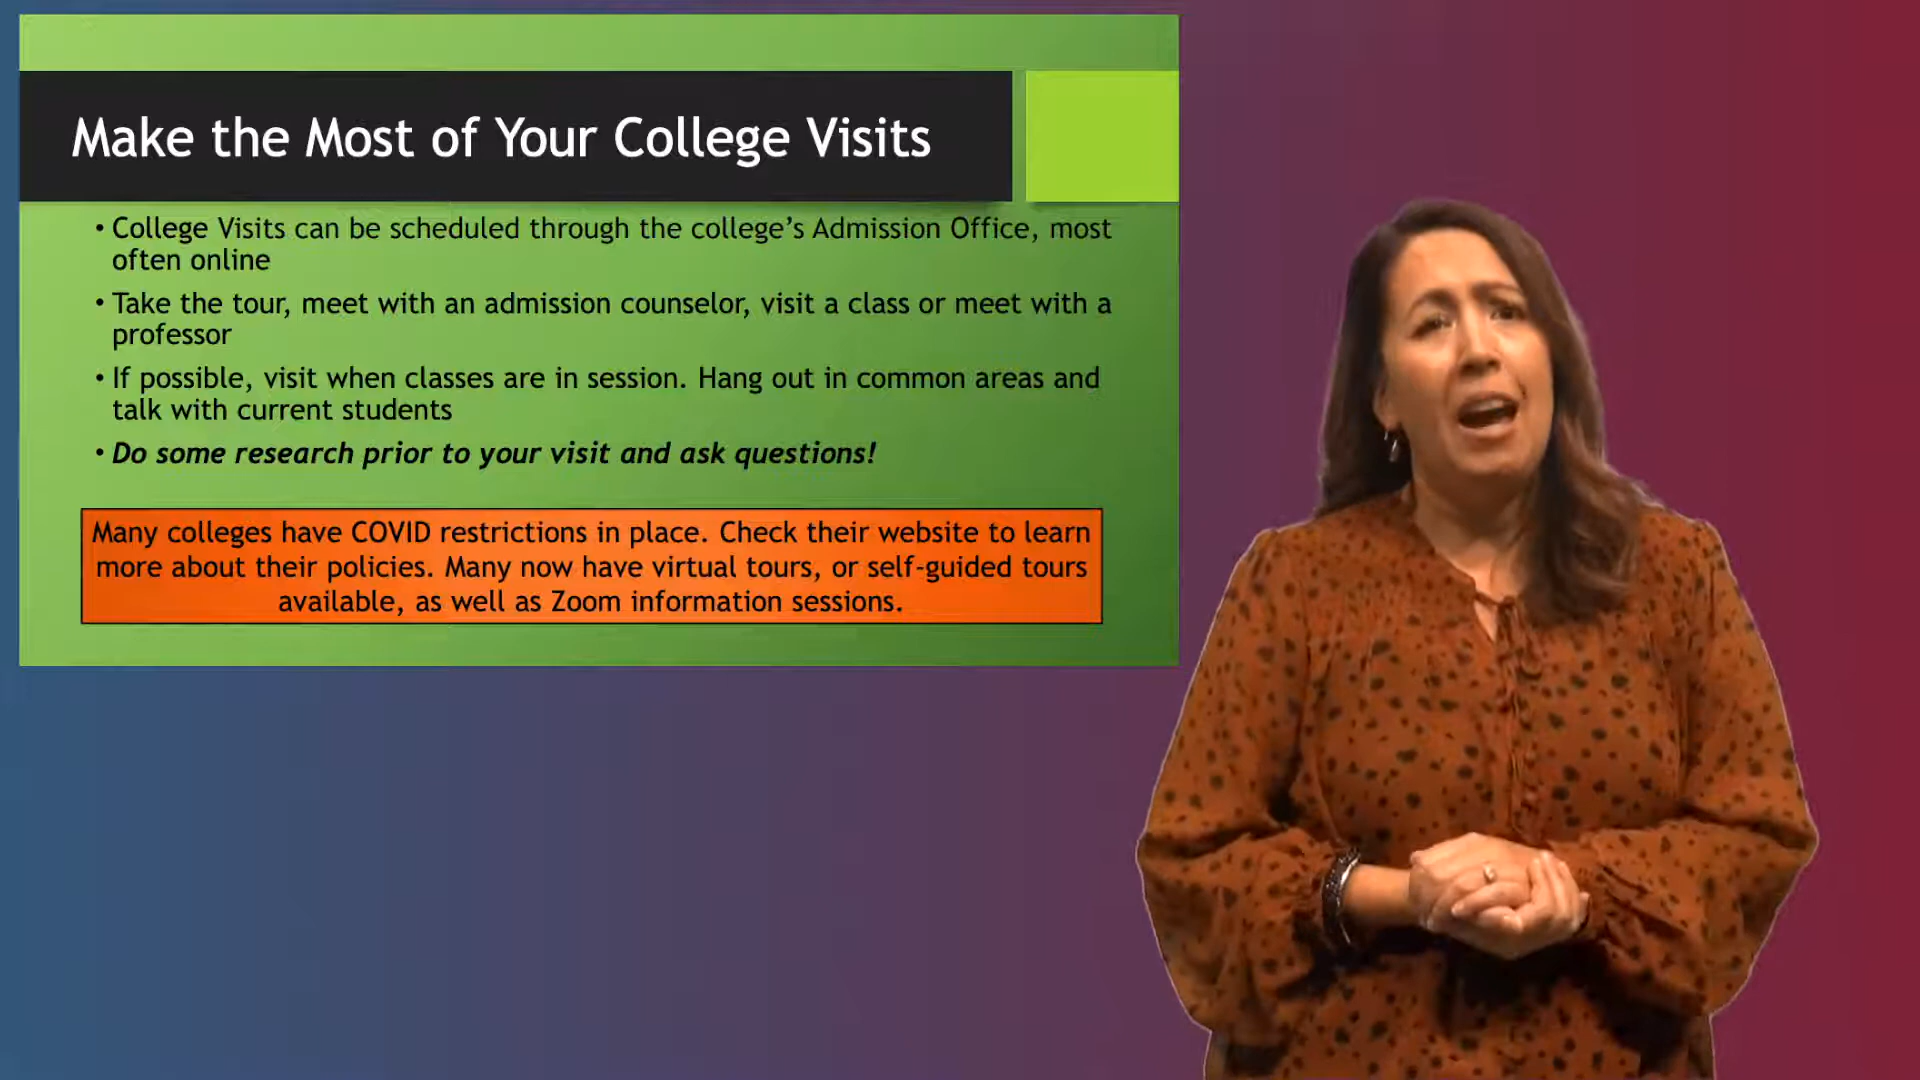 Make the Most of Your College Visits
• College Visits can be scheduled through the college’s Admission Office, most
often online
• Take the tour, meet with an admission counselor, visit a class or meet with a
professor
• If possible, visit when classes are in session. Hang out in common areas and
talk with current students
• Do some research prior to your visit and ask questions!
Many colleges have COVID restrictions in place. Check their website to learn
more about their policies. Many now have virtual tours, or self-guided tours
available, as well as Zoom information sessions.